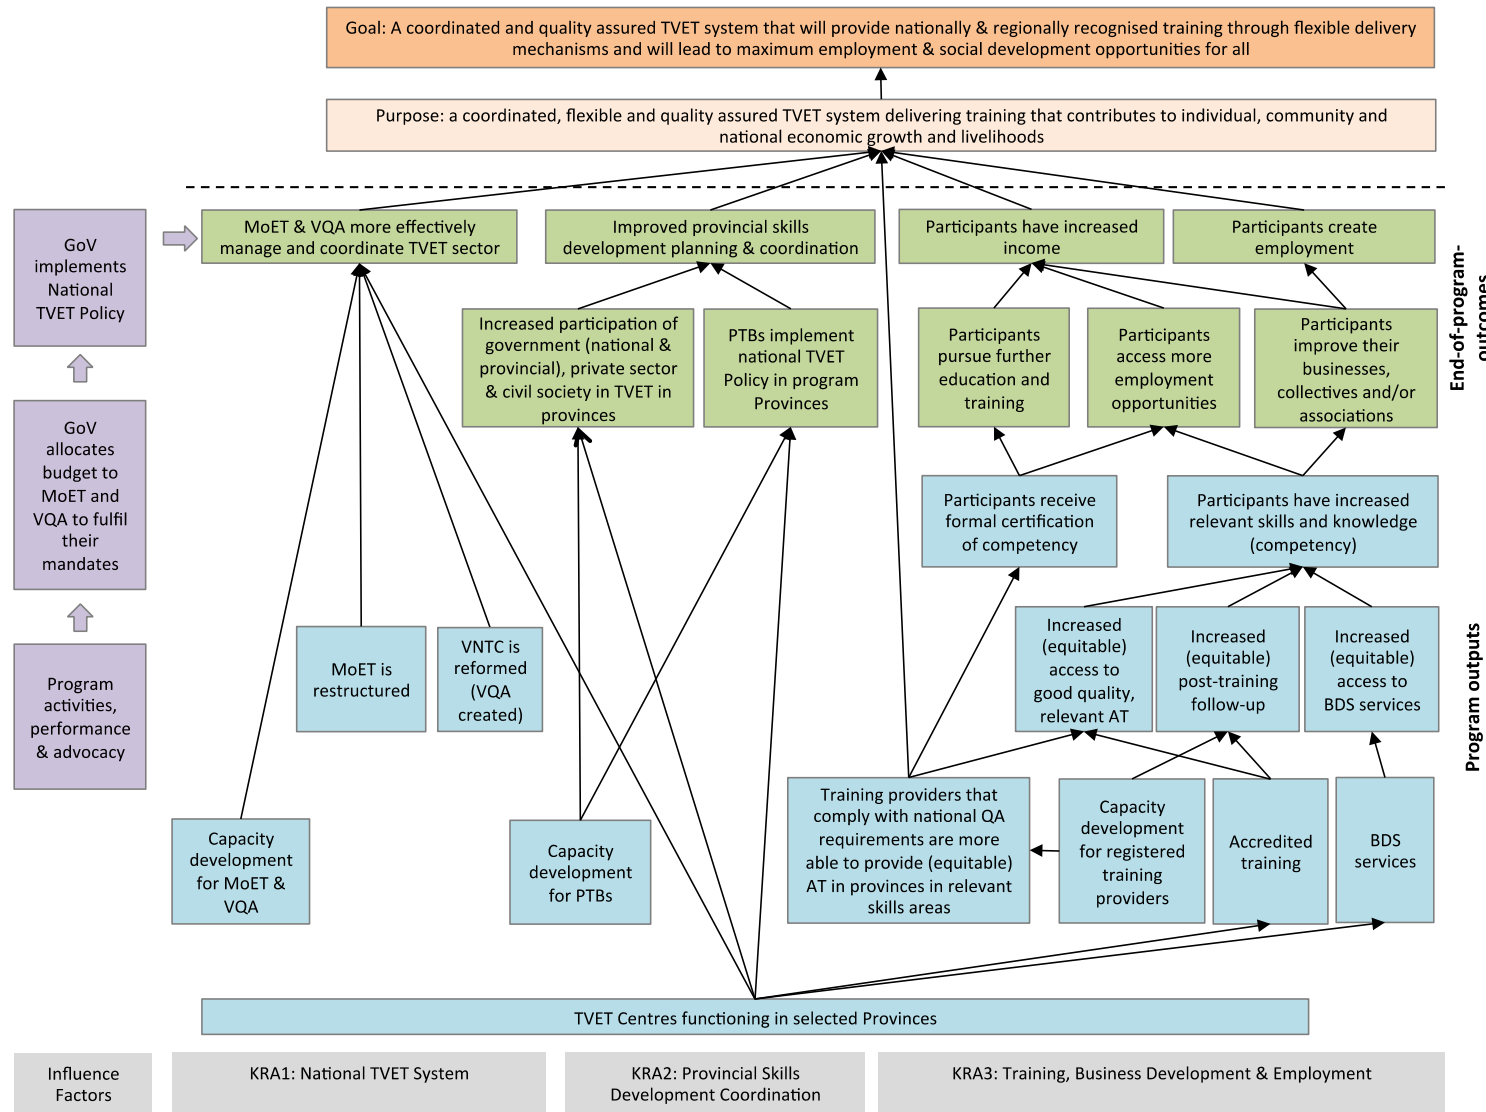 Goal: A coordinated and quality assured TVET system that will provide nationally & regionally recognised training through flexible delivery
mechanisms and will lead to maximum employment & social development opportunities for all
Purpose: a coordinated, flexible and quality assured TVET system delivering training that contributes to individual, community and
national economic growth and livelihoods
GoV
implements
National
TVET Policy
GoV
allocates
budget to
MoET and
VQA to fulfil
their
mandates
Program
activities,
performance
& advocacy
MoET & VQA more effectively
manage and coordinate TVET sector
Improved provincial skills
development planning & coordination
Participants have increased
income
Participants create
employment
Increased participation of
government (national &
provincial), private sector
& civil society in TVET in
provinces
PTBs implement
national TVET
Policy in program
Provinces
Participants
pursue further
education and
training
Participants
access more
employment
opportunities
Participants
improve their
businesses,
collectives and/or
associations
End-of-program-
outcomes
Participants receive
formal certification
of competency
Participants have increased
relevant skills and knowledge
(competency)
MoET is
restructured
VNTC is
reformed
(VQA
created)
Increased
(equitable)
access to
good quality,
relevant AT
Increased
(equitable)
post-training
follow-up
Increased
(equitable)
access to
BDS services
Program outputs
Capacity
development
for MoET &
VQA
Capacity
development
for PTBs
Training providers that
comply with national QA
requirements are more
able to provide (equitable)
AT in provinces in relevant
skills areas
Capacity
development
for registered
training
providers
Accredited
training
BDS
services
TVET Centres functioning in selected Provinces
Influence
Factors
KRA1: National TVET System
KRA2: Provincial Skills
Development Coordination
KRA3: Training, Business Development & Employment